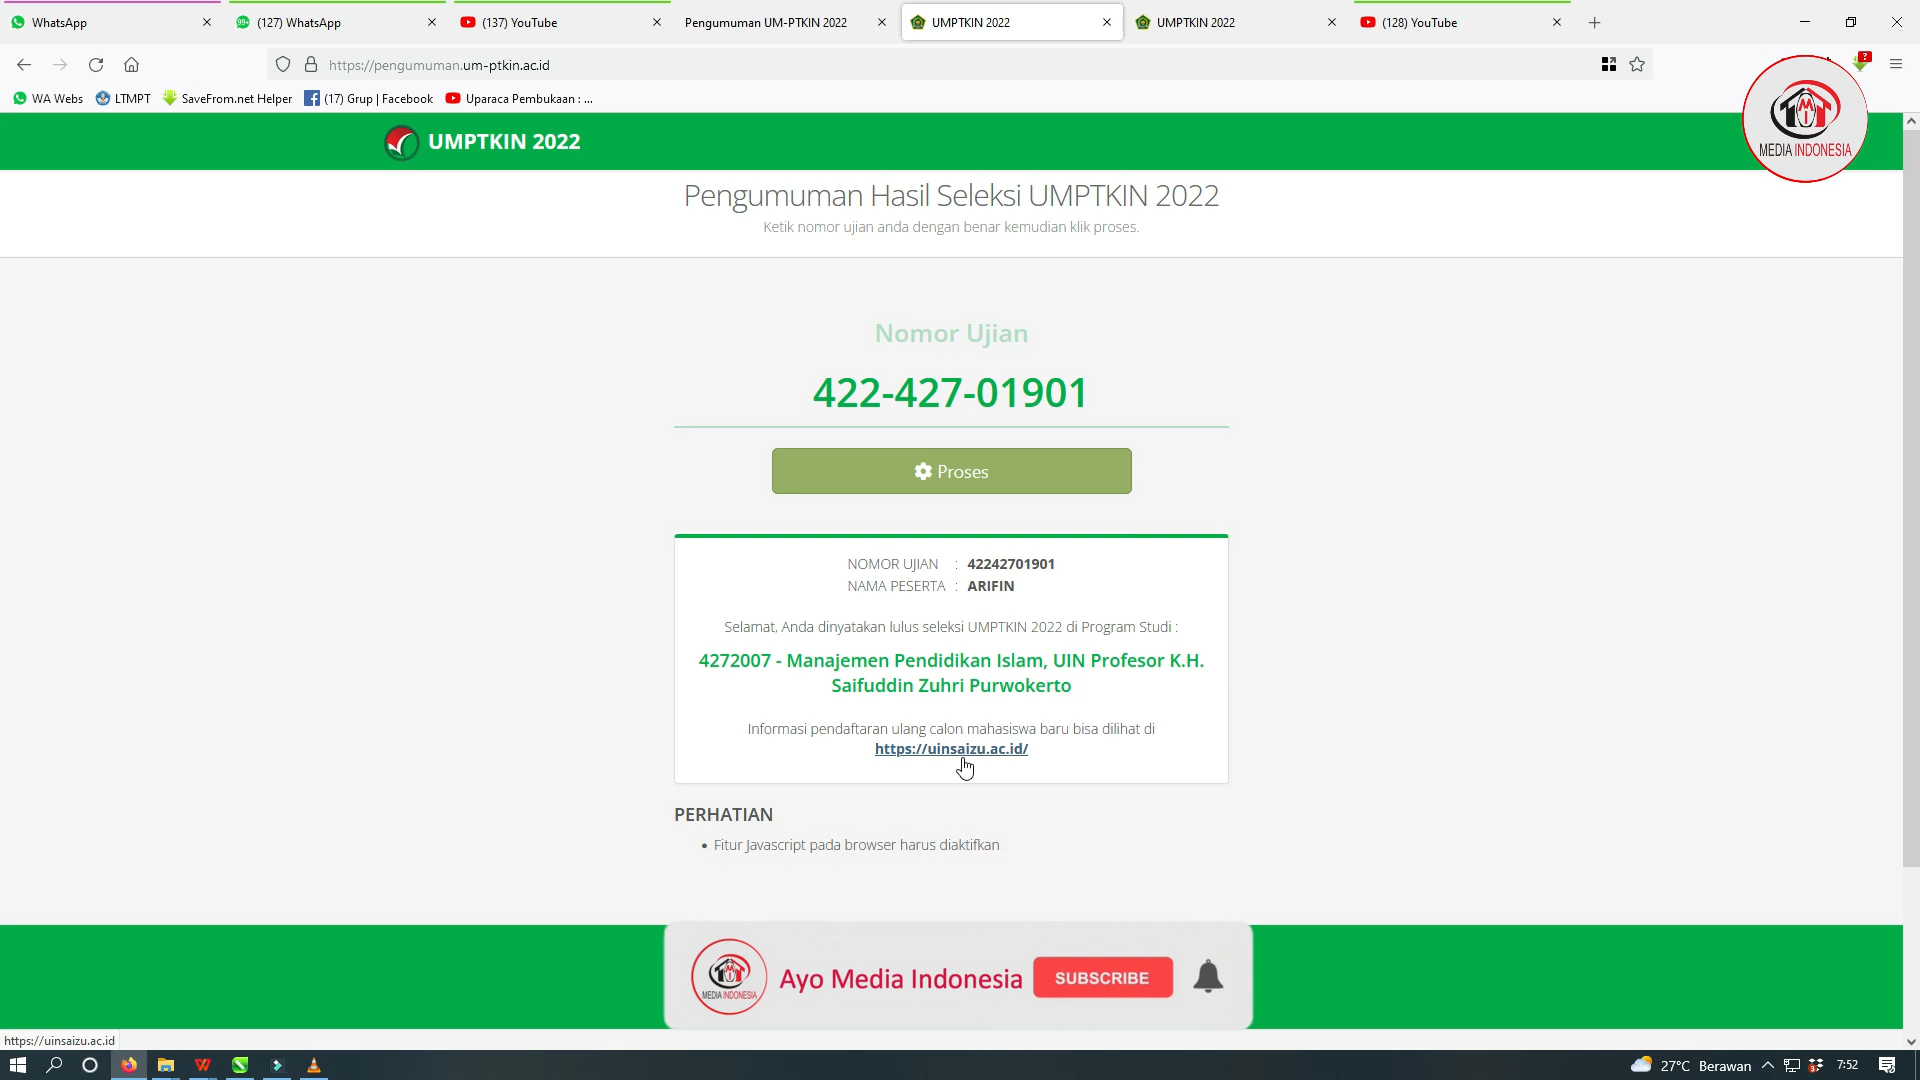 WhatsApp
99+ (127) WhatsApp
(137) YouTube
Pengumuman UM-PTKIN 2022
UMPTKIN 2022
UMPTKIN 2022
(128) YouTube
https://pengumuman.um-ptkin.ac.id
WA Webs
LTMPT
SaveFrom.net Helper
(17) Grup | Facebook
Uparaca Pembukaan : ...
MEDIA INDONESIA
UMPTKIN 2022
Pengumuman Hasil Seleksi UMPTKIN 2022
Ketik nomor ujian anda dengan benar kemudian klik proses.
Nomor Ujian
422-427-01901
Proses
NOMOR UJIAN : 42242701901
NAMA PESERTA : ARIFIN
Selamat, Anda dinyatakan lulus seleksi UMPTKIN 2022 di Program Studi :
4272007 - Manajemen Pendidikan Islam, UIN Profesor K.H.
Saifuddin Zuhri Purwokerto
Informasi pendaftaran ulang calon mahasiswa baru bisa dilihat di
https://uinsaizu.ac.id/
PERHATIAN
• Fitur Javascript pada browser harus diaktifkan
MEDIA INDONESIA
Ayo Media Indonesia
SUBSCRIBE
https://uinsaizu.ac.id
27°C Berawan
7:52